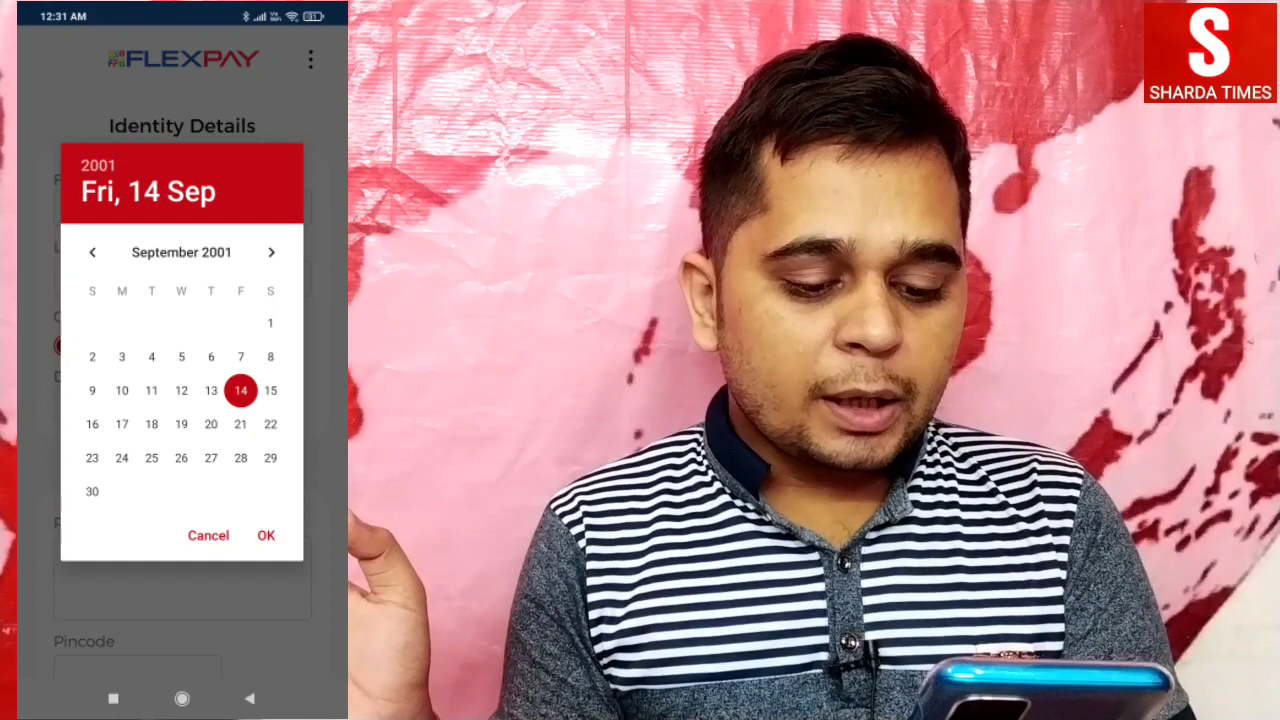 12:31 AM
FLEXPAY
Identity Details
2001
Fri, 14 Sep
September 2001
S M T W T F S
1
2 3 4 5 6 7 8
9 10 11 12 13 14 15
16 17 18 19 20 21 22
23 24 25 26 27 28 29
30
Cancel OK
Pincode
S
SHARDA TIMES